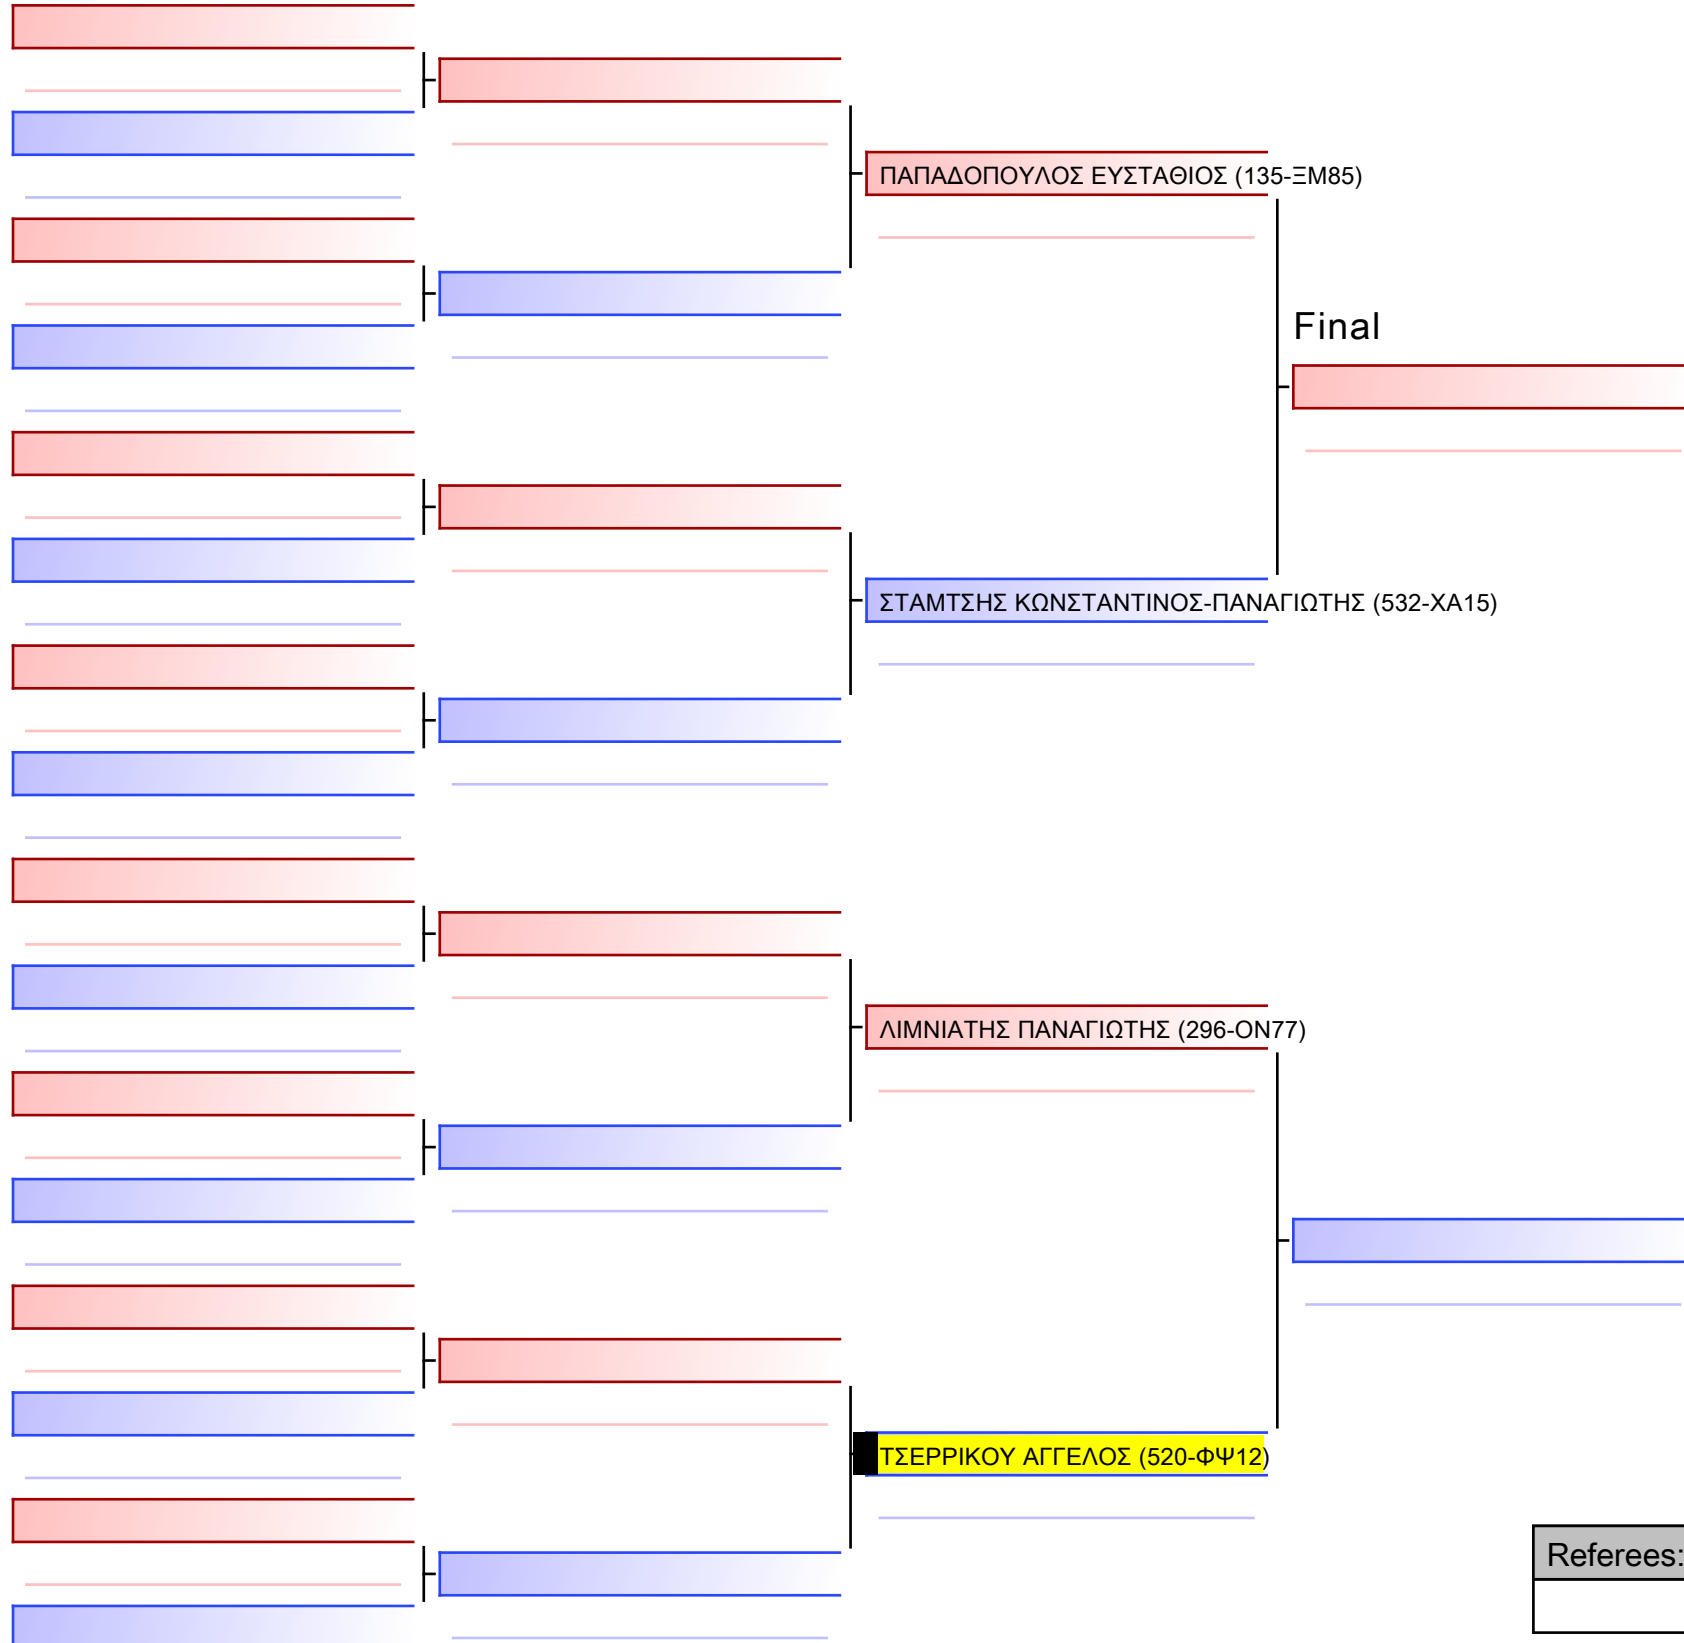 ΠΑΠΑΔΟΠΟΥΛΟΣ ΕΥΣΤΑΘΙΟΣ (135-ΞΜ85)
Final
ΣΤΑΜΤΣΗΣ ΚΩΝΣΤΑΝΤΙΝΟΣ-ΠΑΝΑΓΙΩΤΗΣ (532-ΧΑ15)
ΛΙΜΝΙΑΤΗΣ ΠΑΝΑΓΙΩΤΗΣ (296-ΟΝ77)
ΤΣΕΡΡΙΚΟΥ ΑΓΓΕΛΟΣ (520-ΦΨ12)
Referees: